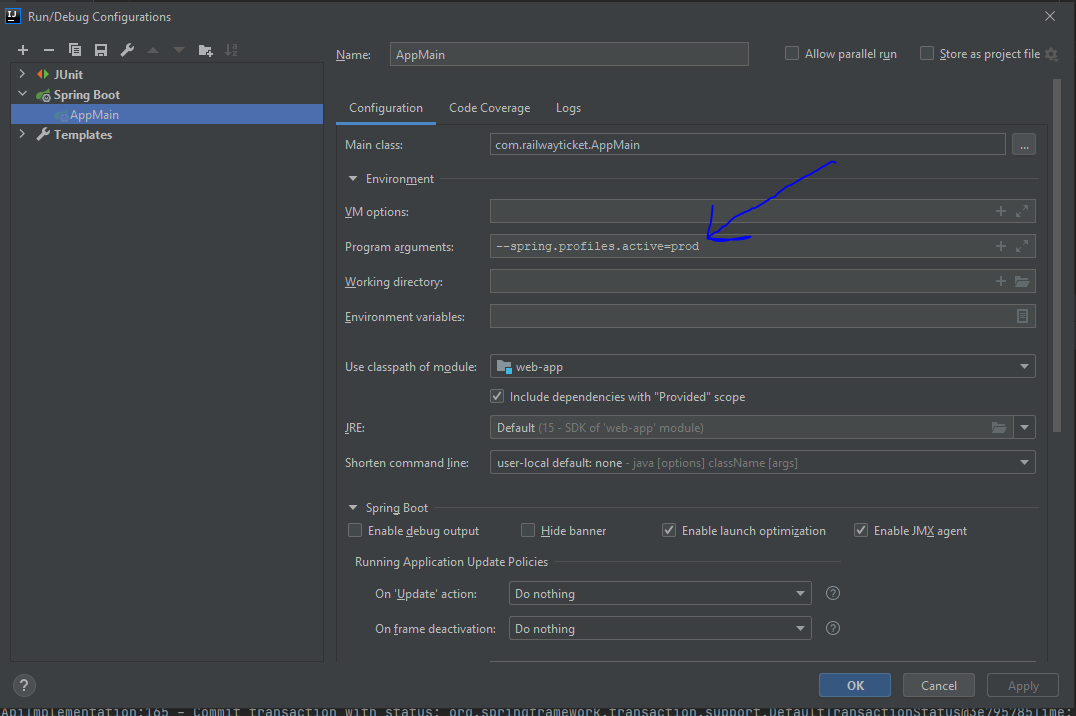 Run/Debug Configurations
JUnit
Spring Boot
AppMain
Templates
Name: AppMain
Allow parallel run
Store as project file
Configuration
Code Coverage
Logs
Main class: com.railwayticket.AppMain ...
Environment
VM options:
Program arguments: --spring.profiles.active=prod
Working directory:
Environment variables:
Use classpath of module: web-app
Include dependencies with "Provided" scope
JRE: Default (15 - SDK of 'web-app' module)
Shorten command line: user-local default: none - java [options] className [args]
Spring Boot
Enable debug output
Hide banner
Enable launch optimization
Enable JMX agent
Running Application Update Policies
On 'Update' action: Do nothing ?
On frame deactivation: Do nothing ?
? OK Cancel Apply
ApiImplementation:165 - Commit transaction with status: org.springframework.transaction.support.DefaultTransactionStatus@3e795785Time: